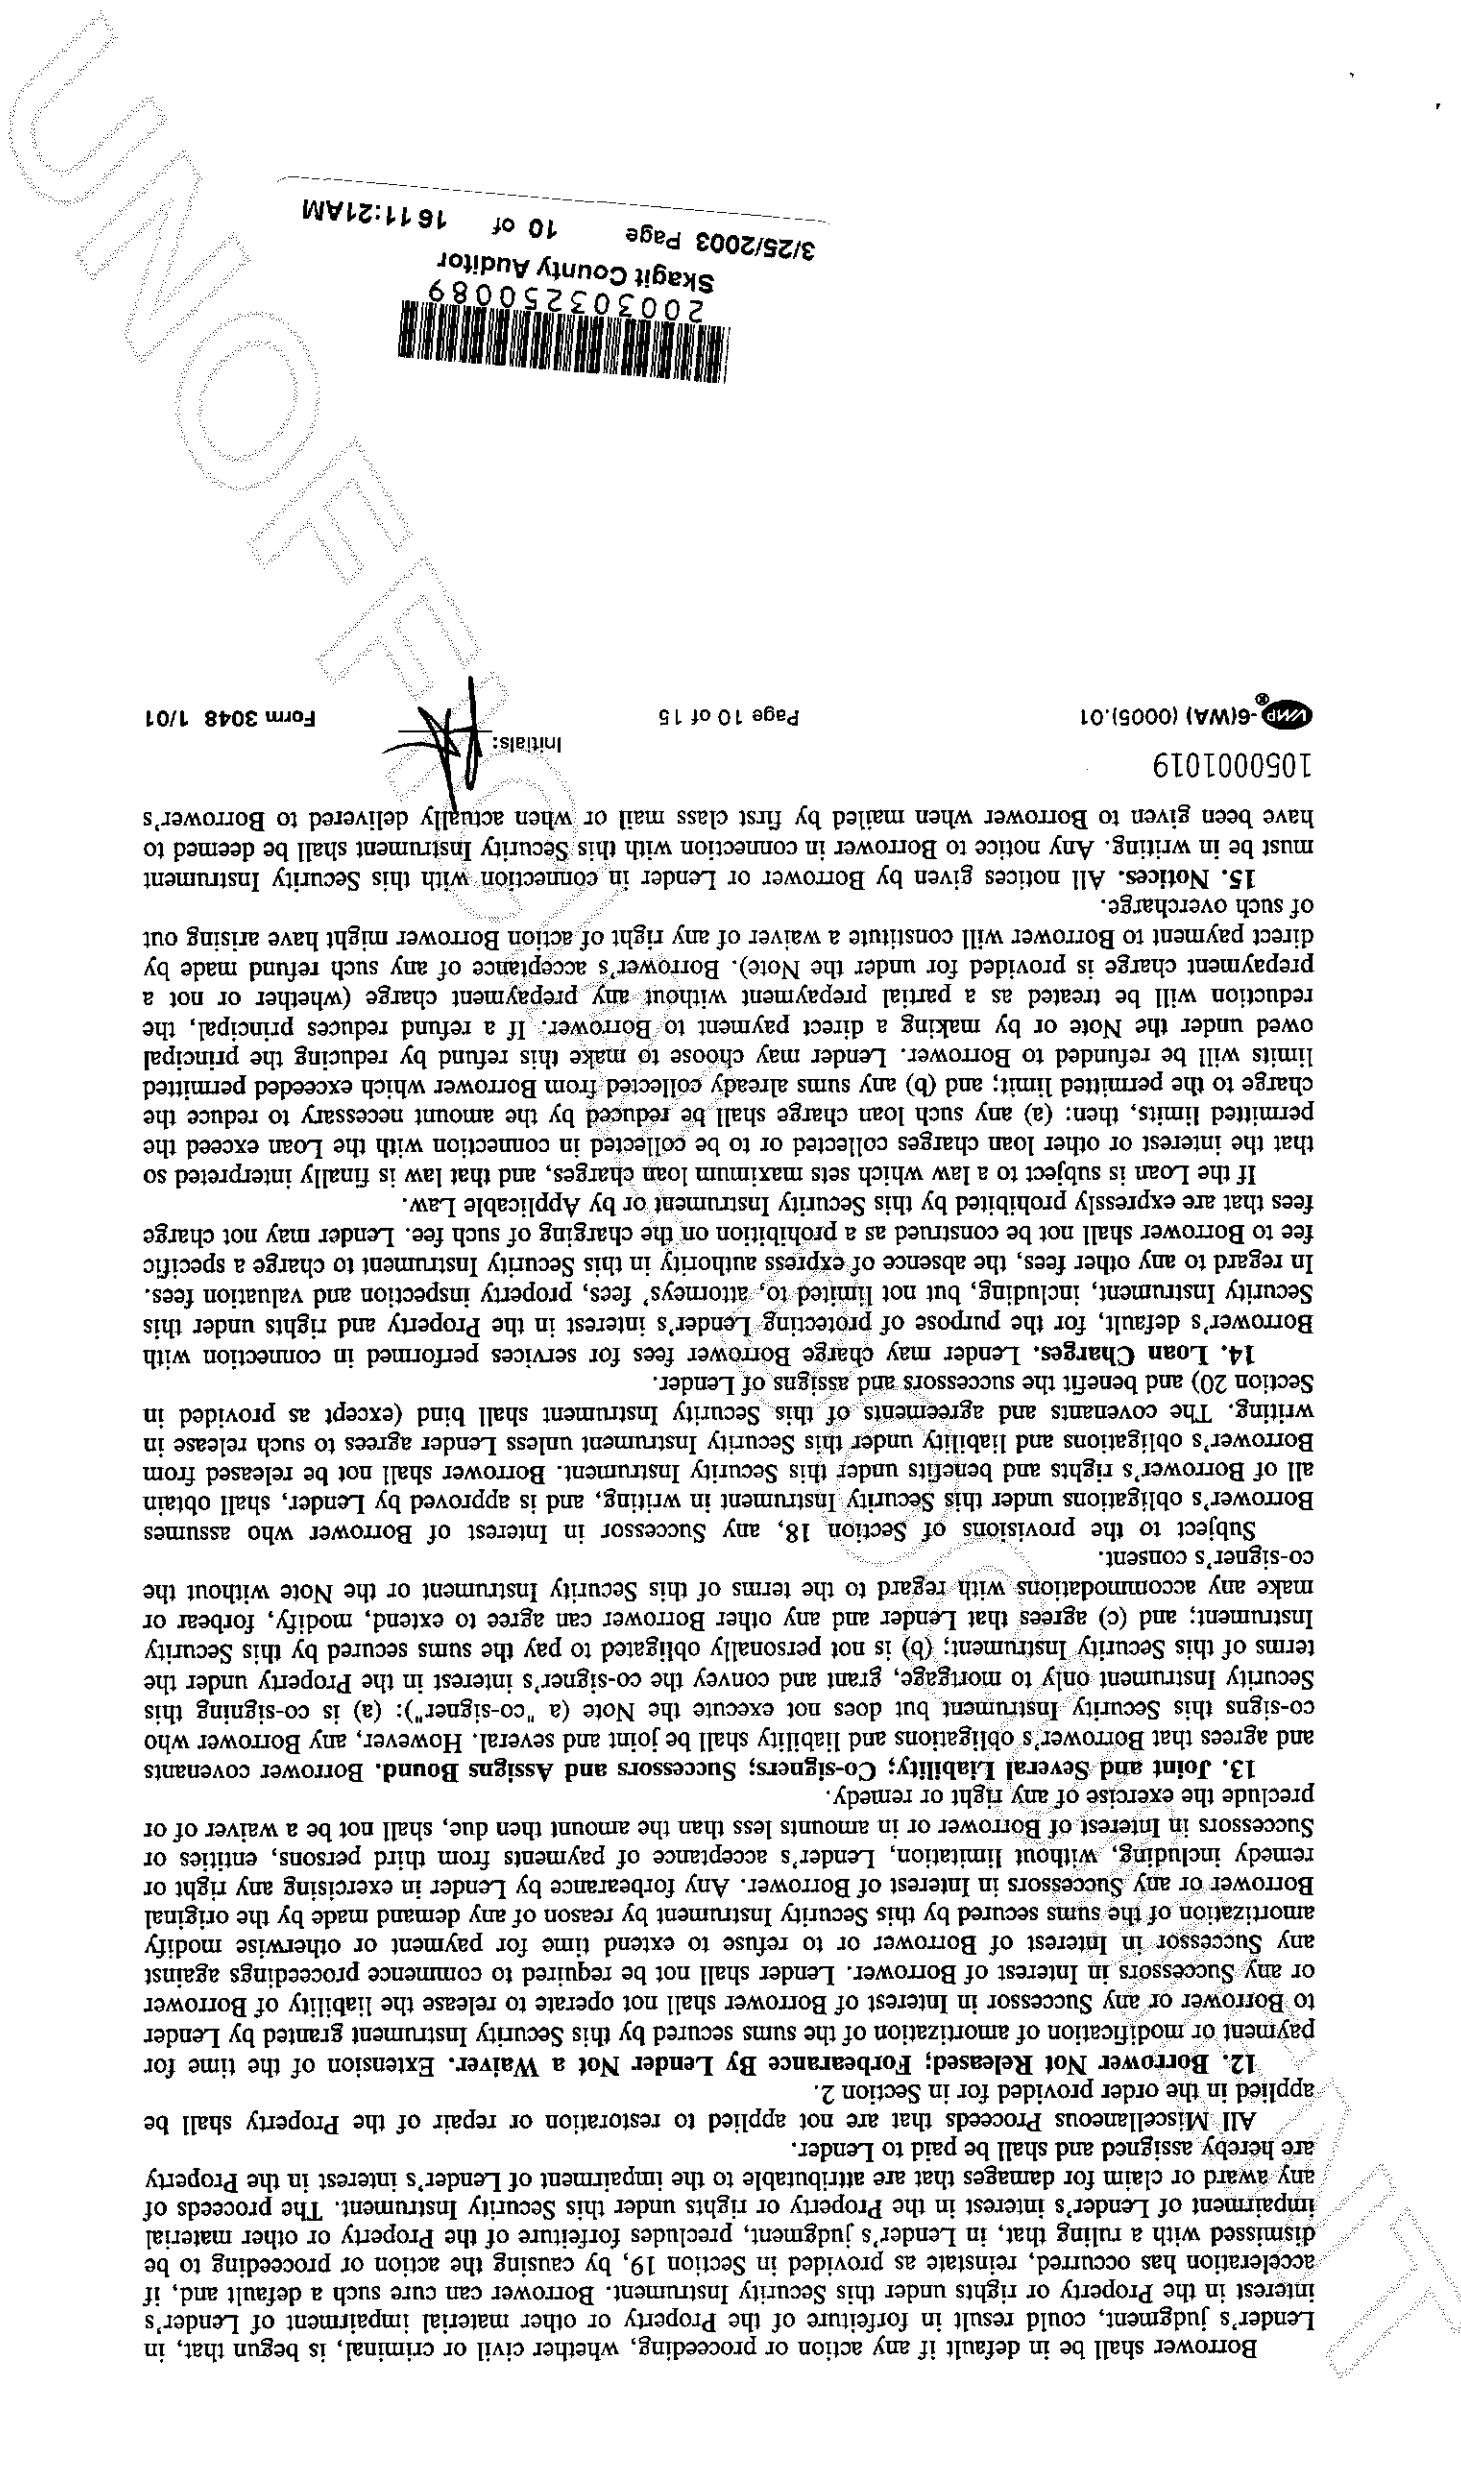 Borrower shall be in default if any action or proceeding, whether civil or criminal, is begun that, in
Lender's judgment, could result in forfeiture of the Property or other material impairment of Lender's
interest in the Property or rights under this Security Instrument. Borrower can cure such a default and, if
acceleration has occurred, reinstate as provided in Section 19, by causing the action or proceeding to be
dismissed with a ruling that, in Lender's judgment, precludes forfeiture of the Property or other material
impairment of Lender's interest in the Property or rights under this Security Instrument. The proceeds of
any award or claim for damages that are attributable to the impairment of Lender's interest in the Property
are hereby assigned and shall be paid to Lender.
All Miscellaneous Proceeds that are not applied to restoration or repair of the Property shall be
applied in the order provided for in Section 2.
12. Borrower Not Released; Forbearance By Lender Not a Waiver. Extension of the time for
payment or modification of amortization of the sums secured by this Security Instrument granted by Lender
to Borrower or any Successor in Interest of Borrower shall not operate to release the liability of Borrower
or any Successors in Interest of Borrower. Lender shall not be required to commence proceedings against
any Successor in Interest of Borrower or to refuse to extend time for payment or otherwise modify
amortization of the sums secured by this Security Instrument by reason of any demand made by the original
Borrower or any Successors in Interest of Borrower. Any forbearance by Lender in exercising any right or
remedy including, without limitation, Lender's acceptance of payments from third persons, entities or
Successors in Interest of Borrower or in amounts less than the amount then due, shall not be a waiver of or
preclude the exercise of any right or remedy.
13. Joint and Several Liability; Co-signers; Successors and Assigns Bound. Borrower covenants
and agrees that Borrower's obligations and liability shall be joint and several. However, any Borrower who
co-signs this Security Instrument but does not execute the Note (a "co-signer"): (a) is co-signing this
Security Instrument only to mortgage, grant and convey the co-signer's interest in the Property under the
terms of this Security Instrument; (b) is not personally obligated to pay the sums secured by this Security
Instrument; and (c) agrees that Lender and any other Borrower can agree to extend, modify, forbear or
make any accommodations with regard to the terms of this Security Instrument or the Note without the
co-signer's consent.
Subject to the provisions of Section 18, any Successor in Interest of Borrower who assumes
Borrower's obligations under this Security Instrument in writing, and is approved by Lender, shall obtain
all of Borrower's rights and benefits under this Security Instrument. Borrower shall not be released from
Borrower's obligations and liability under this Security Instrument unless Lender agrees to such release in
writing. The covenants and agreements of this Security Instrument shall bind (except as provided in
Section 20) and benefit the successors and assigns of Lender.
14. Loan Charges. Lender may charge Borrower fees for services performed in connection with
Borrower's default, for the purpose of protecting Lender's interest in the Property and rights under this
Security Instrument, including, but not limited to, attorneys' fees, property inspection and valuation fees.
In regard to any other fees, the absence of express authority in this Security Instrument to charge a specific
fee to Borrower shall not be construed as a prohibition on the charging of such fee. Lender may not charge
fees that are expressly prohibited by this Security Instrument or by Applicable Law.
If the Loan is subject to a law which sets maximum loan charges, and that law is finally interpreted so
that the interest or other loan charges collected or to be collected in connection with the Loan exceed the
permitted limits, then: (a) any such loan charge shall be reduced by the amount necessary to reduce the
charge to the permitted limit; and (b) any sums already collected from Borrower which exceeded permitted
limits will be refunded to Borrower. Lender may choose to make this refund by reducing the principal
owed under the Note or by making a direct payment to Borrower. If a refund reduces principal, the
reduction will be treated as a partial prepayment without any prepayment charge (whether or not a
prepayment charge is provided for under the Note). Borrower's acceptance of any such refund made by
direct payment to Borrower will constitute a waiver of any right of action Borrower might have arising out
of such overcharge.
15. Notices. All notices given by Borrower or Lender in connection with this Security Instrument
must be in writing. Any notice to Borrower in connection with this Security Instrument shall be deemed to
have been given to Borrower when mailed by first class mail or when actually delivered to Borrower's
1050001019
Initials:
VMP®-6(WA) (0005).01 Page 10 of 15 Form 3048 1/01
200303250089
Skagit County Auditor
3/25/2003 Page 10 of 16 11:21AM
UNOFFICIAL DOCUMENT